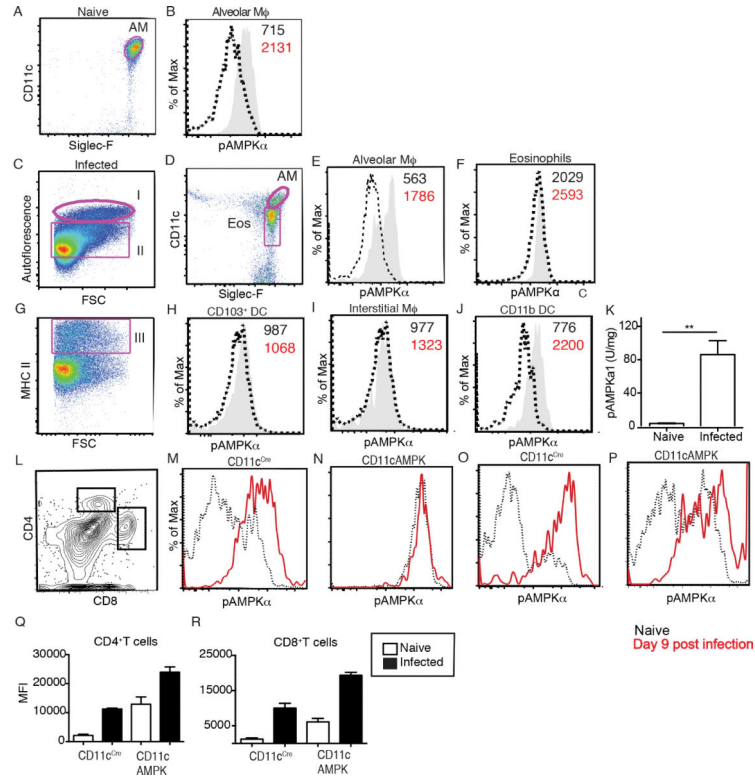 A Naive AM CD11c Siglec-F
B Alveolar Mϕ 715 2131 % of Max pAMPKα
C Infected I II Autoflorescence FSC
D AM Eos CD11c Siglec-F
E Alveolar Mϕ 563 1786 % of Max pAMPKα
F Eosinophils 2029 2593 % of Max pAMPKα C
G III MHC II FSC
H CD103⁺ DC 987 1068 % of Max pAMPKα
I Interstitial Mϕ 977 1323 % of Max pAMPKα
J CD11b DC 776 2200 % of Max pAMPKα
K pAMPKα1 (U/mg) 120 80 40 0 ** Naive Infected
L CD4 CD8
M CD11cCre % of Max pAMPKα
N CD11cAMPK pAMPKα
O CD11cCre pAMPKα
P CD11cAMPK pAMPKα
Naive
Day 9 post infection
Q CD4⁺T cells MFI 30000 20000 10000 0 CD11cCre CD11c AMPK
R CD8⁺T cells 25000 15000 5000 CD11cCre CD11c AMPK
Naive
Infected